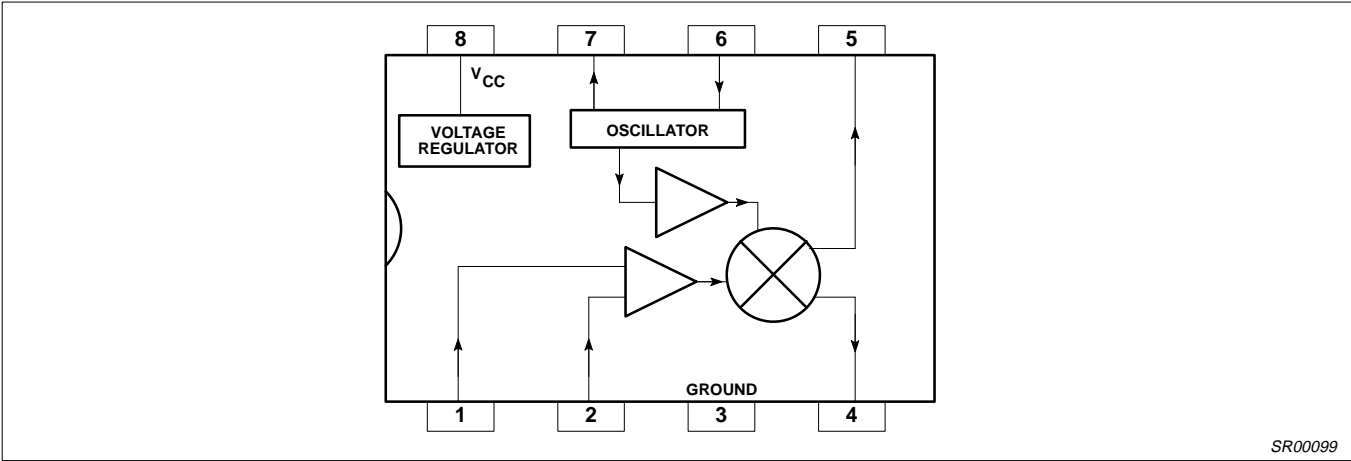 8 7 6 5
VCC
VOLTAGE
REGULATOR
OSCILLATOR
GROUND
1 2 3 4
SR00099